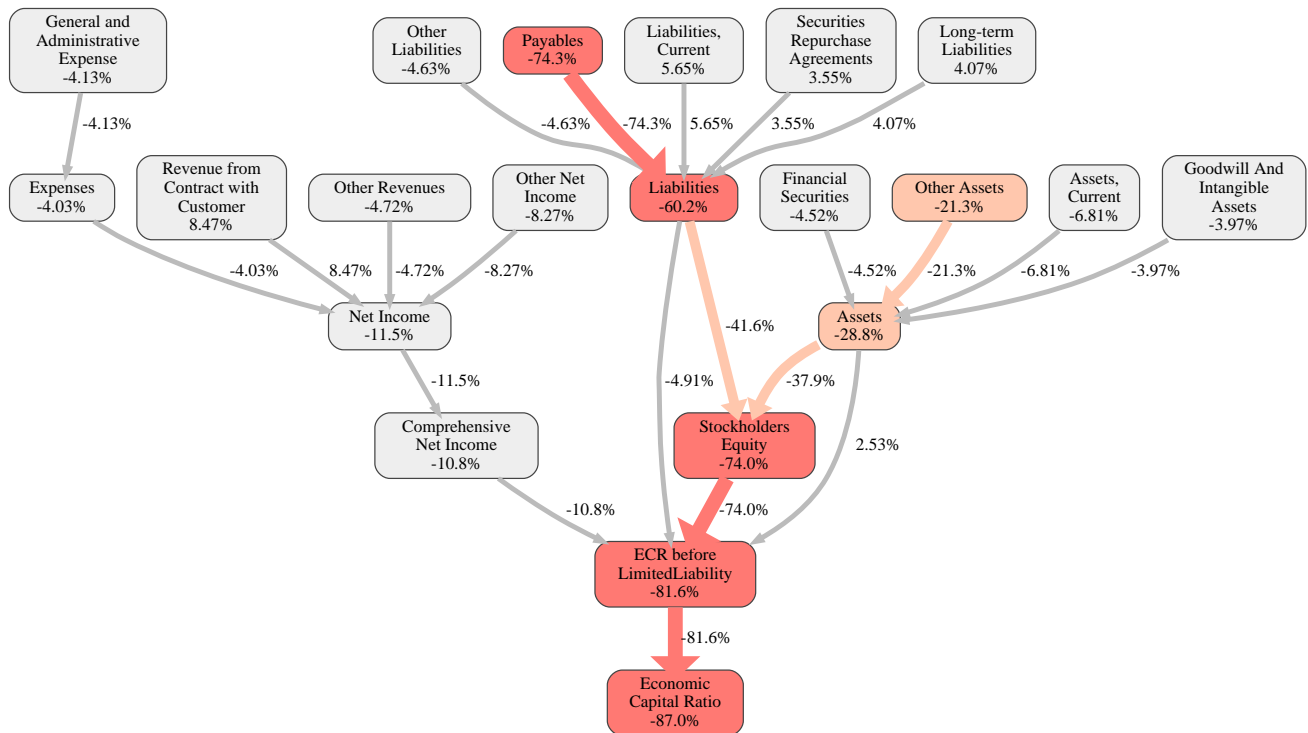 General and
Administrative
Expense
-4.13%
Other
Liabilities
-4.63%
Payables
-74.3%
Liabilities,
Current
5.65%
Securities
Repurchase
Agreements
3.55%
Long-term
Liabilities
4.07%
-4.13%
-4.63%
-74.3%
5.65%
3.55%
4.07%
Expenses
-4.03%
Revenue from
Contract with
Customer
8.47%
Other Revenues
-4.72%
Other Net
Income
-8.27%
Liabilities
-60.2%
Financial
Securities
-4.52%
Other Assets
-21.3%
Assets,
Current
-6.81%
Goodwill And
Intangible
Assets
-3.97%
-4.03%
8.47%
-4.72%
-8.27%
-4.52%
-21.3%
-6.81%
-3.97%
Net Income
-11.5%
-41.6%
Assets
-28.8%
-11.5%
-4.91%
-37.9%
Comprehensive
Net Income
-10.8%
Stockholders
Equity
-74.0%
2.53%
-10.8%
-74.0%
ECR before
LimitedLiability
-81.6%
-81.6%
Economic
Capital Ratio
-87.0%